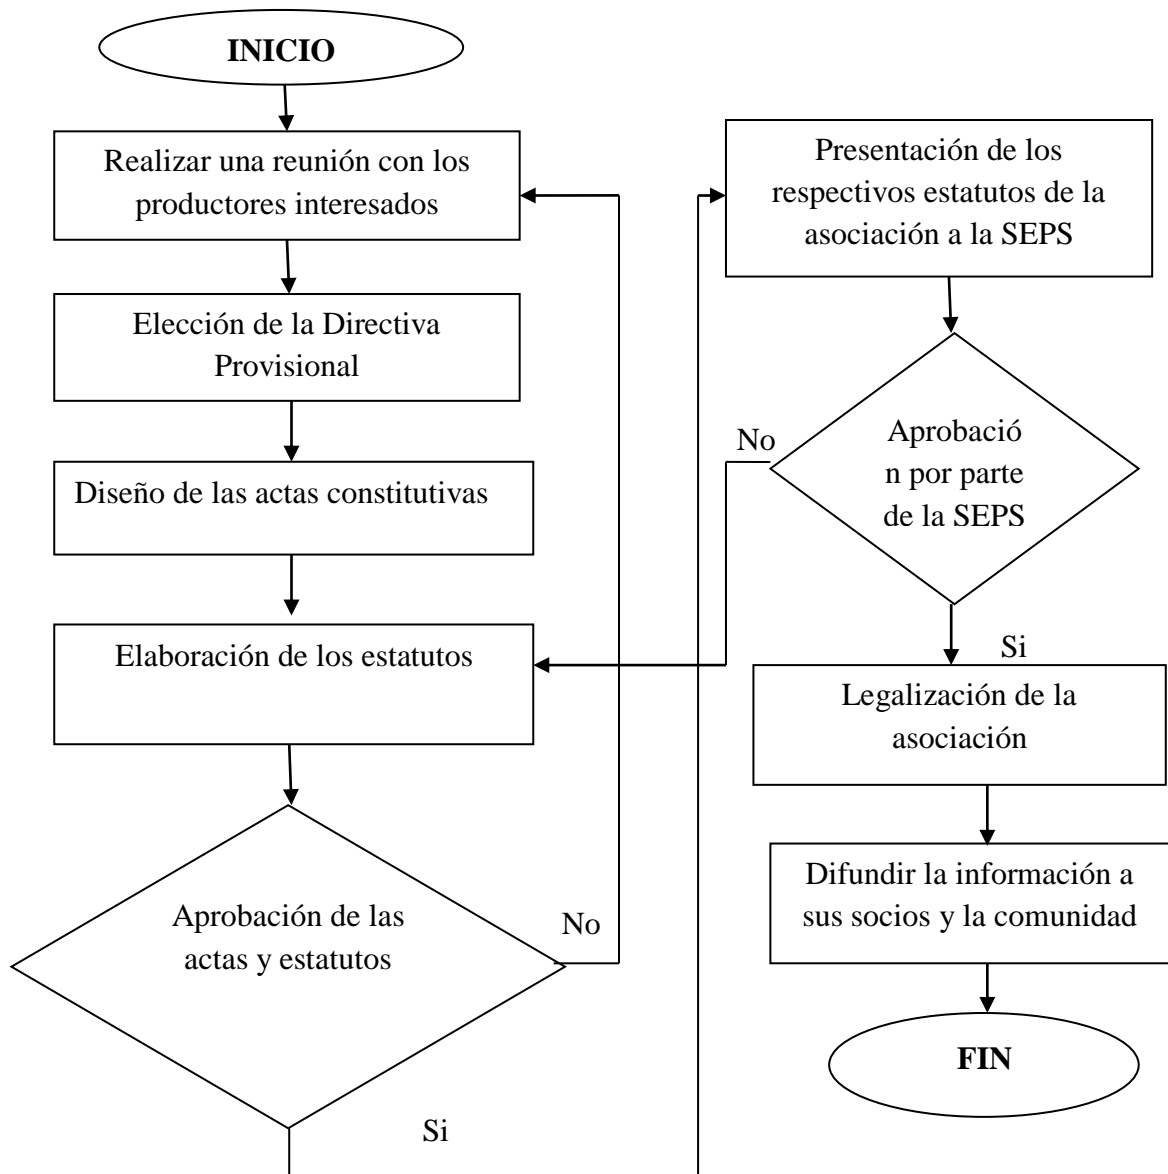 INICIO
Realizar una reunión con los
productores interesados
Elección de la Directiva
Provisional
Diseño de las actas constitutivas
Elaboración de los estatutos
Aprobación de las
actas y estatutos
No
Si
Presentación de los
respectivos estatutos de la
asociación a la SEPS
No
Aprobació
n por parte
de la SEPS
Si
Legalización de la
asociación
Difundir la información a
sus socios y la comunidad
FIN